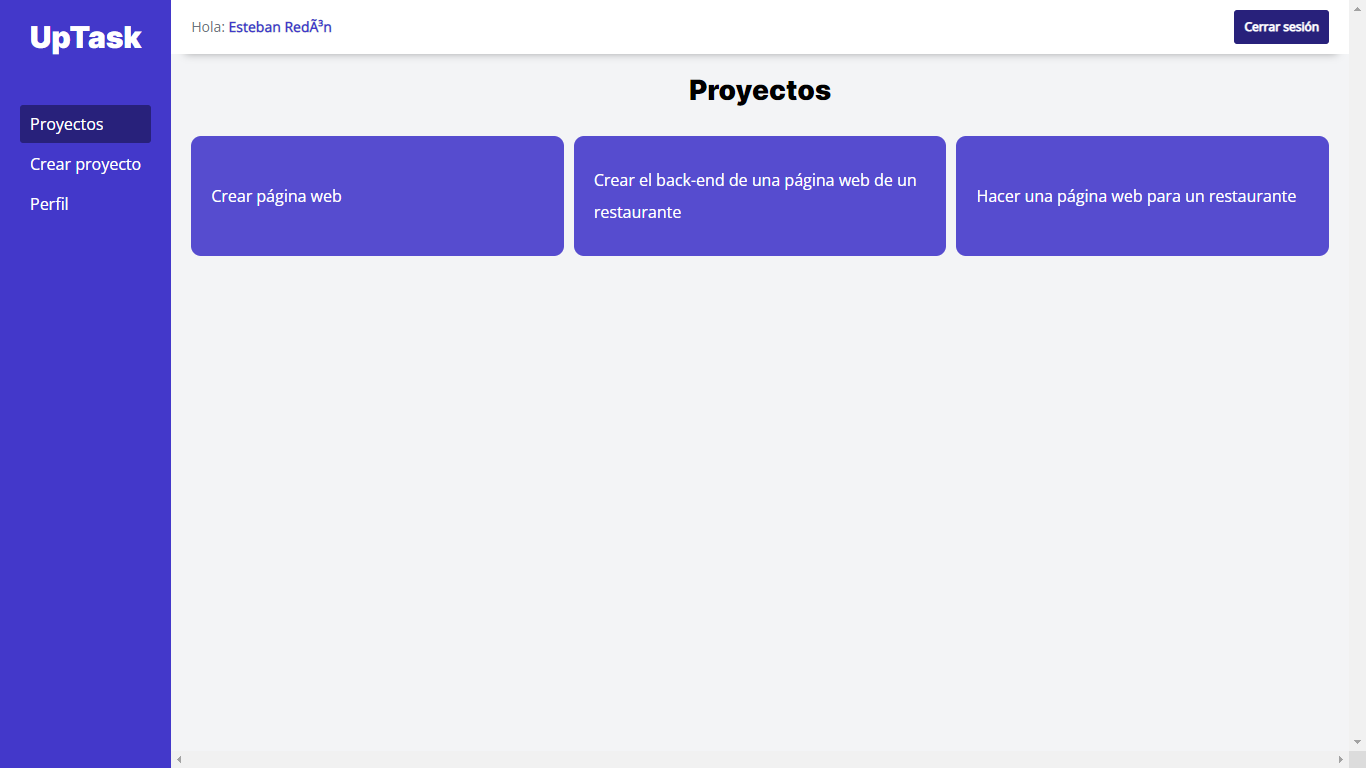 UpTask
Hola: Esteban RedÃ³n
Cerrar sesión
Proyectos
Crear proyecto
Perfil
Proyectos
Crear página web
Crear el back-end de una página web de un
restaurante
Hacer una página web para un restaurante